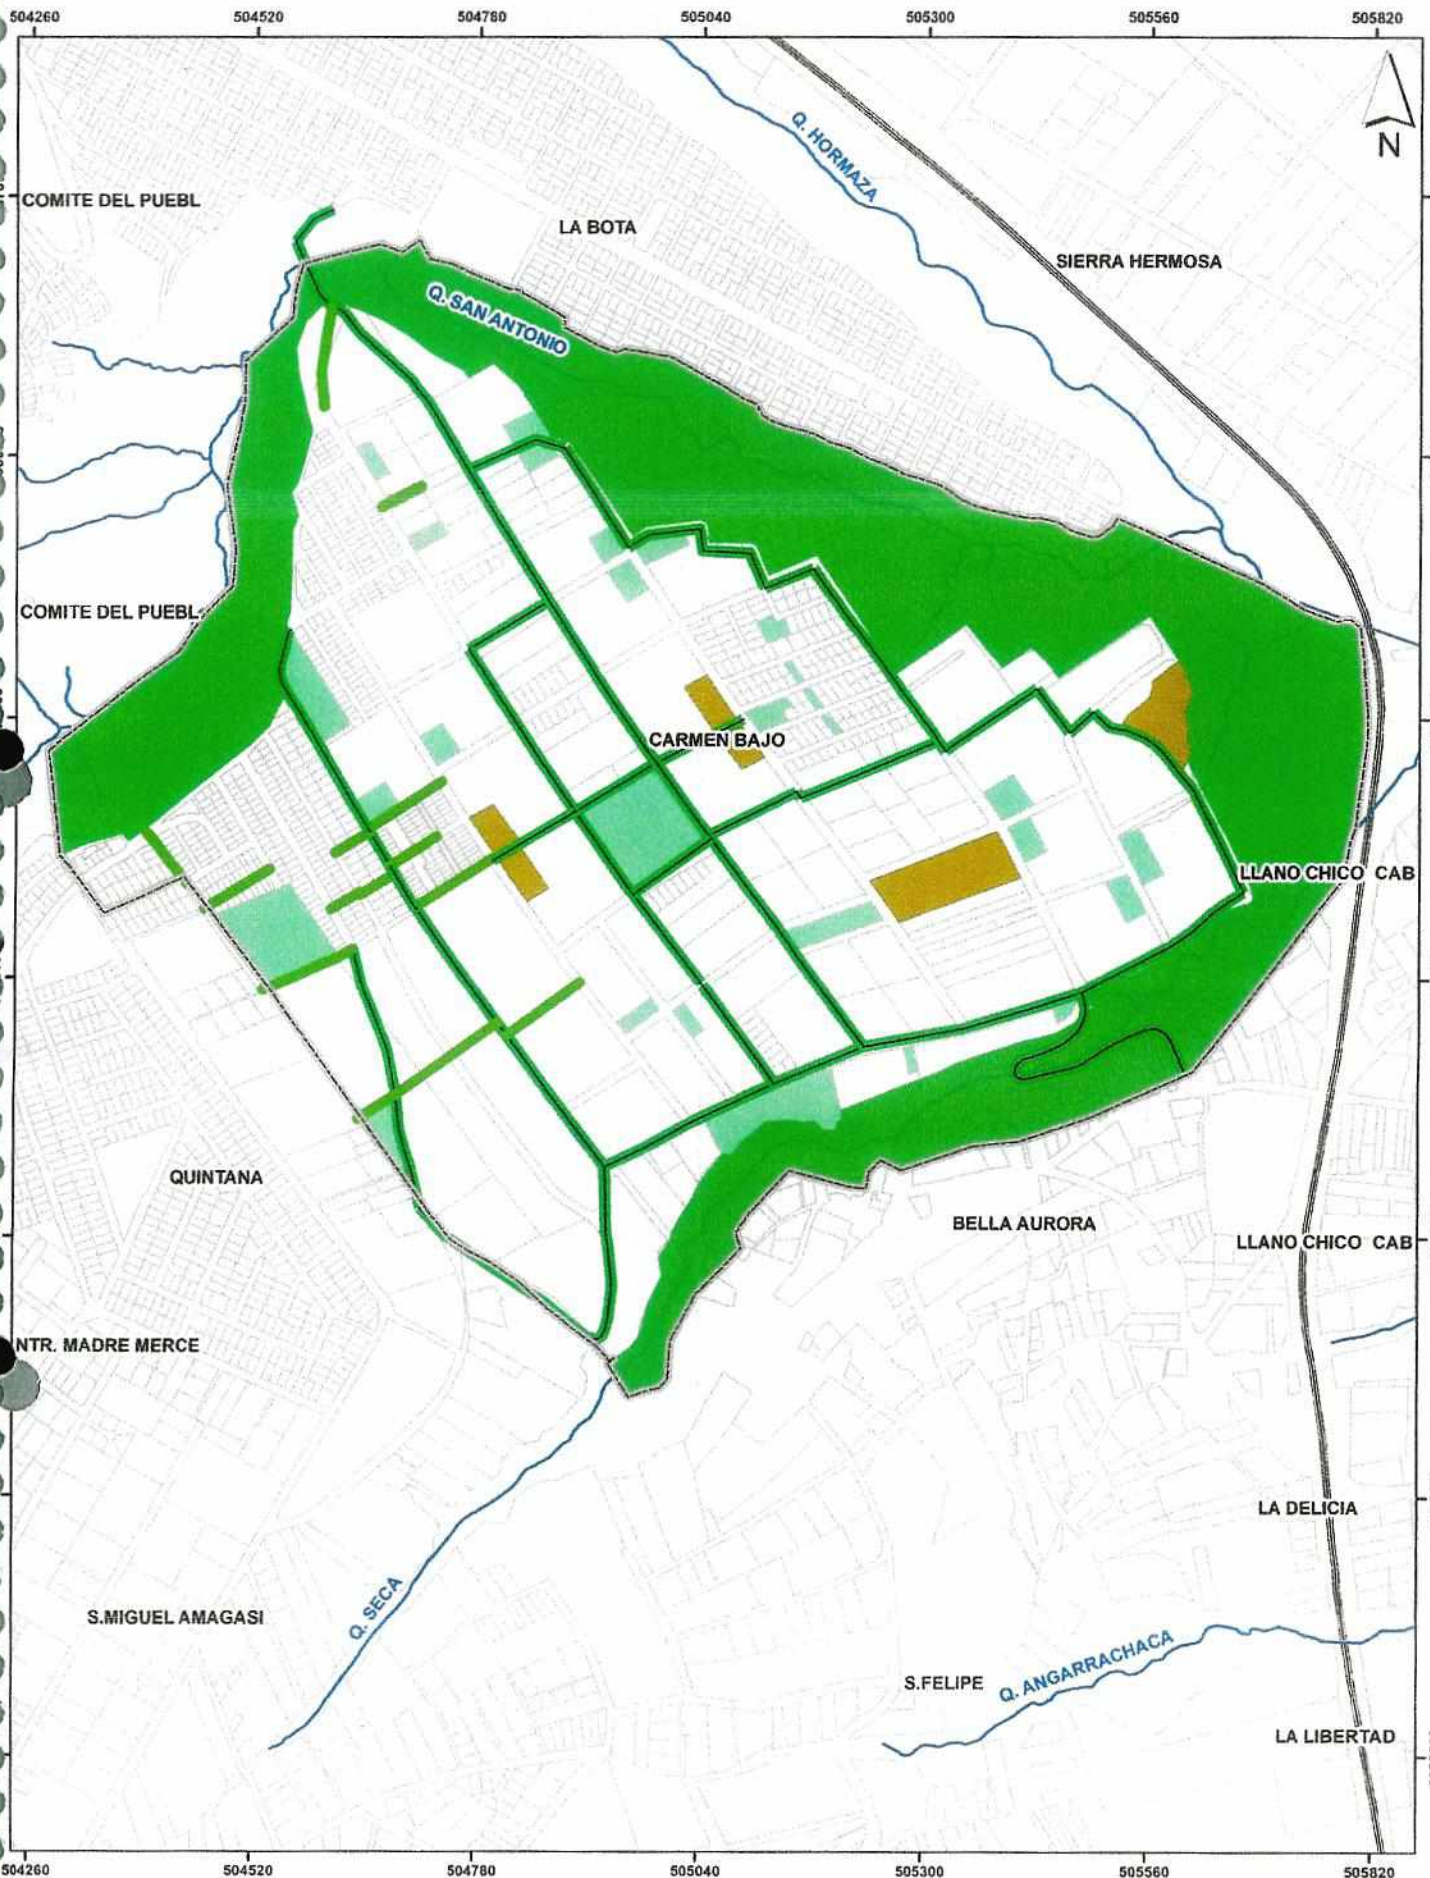 504260 504520 504780 505040 505300 505560 505820
N
Q. HORMAZA
COMITE DEL PUEBL
LA BOTA
SIERRA HERMOSA
Q. SAN ANTONIO
COMITE DEL PUEBL
CARMEN BAJO
LLANO CHICO CAB
QUINTANA
BELLA AURORA
LLANO CHICO CAB
NTR. MADRE MERCE
LA DELICIA
Q. SECA
S.MIGUEL AMAGASI
S.FELIPE
Q. ANGARRACHACA
LA LIBERTAD
504260 504520 504780 505040 505300 505560 505820